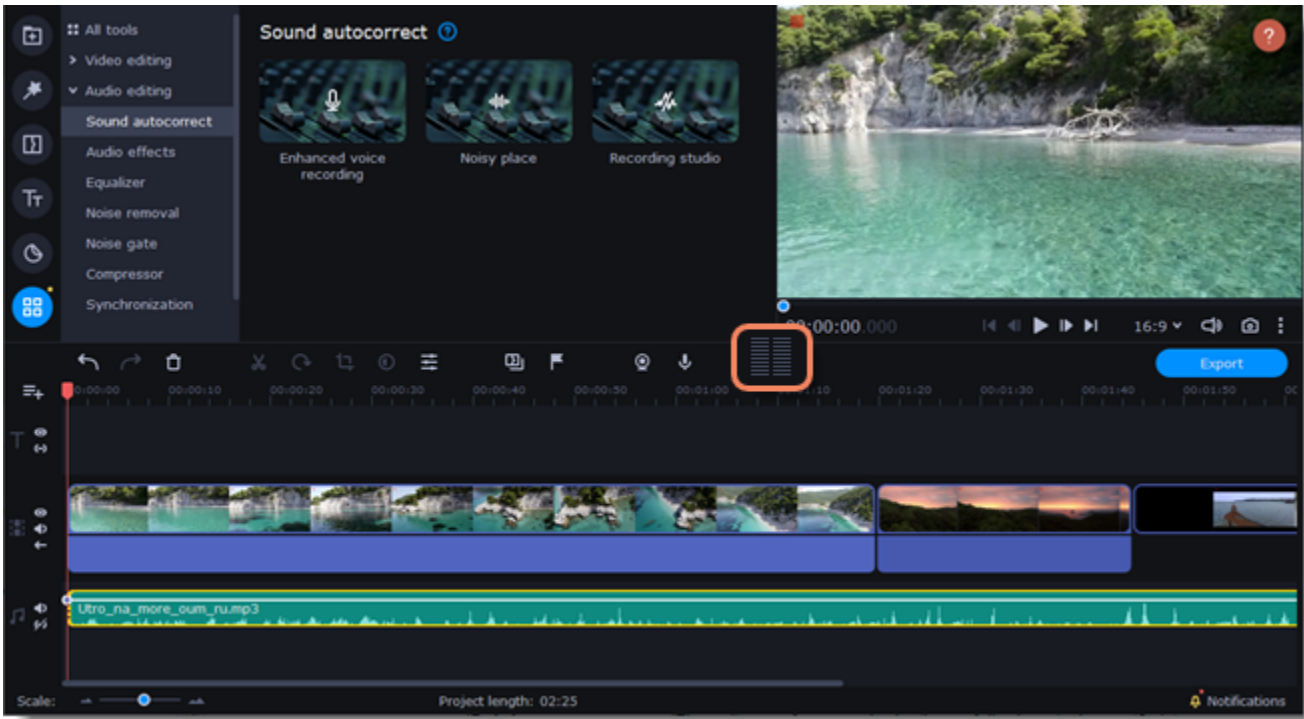 All tools
Video editing
Audio editing
Sound autocorrect
Audio effects
Equalizer
Noise removal
Noise gate
Compressor
Synchronization
Sound autocorrect ?
Enhanced voice
recording
Noisy place
Recording studio
?
00:00:00.000
16:9
Export
0:00:00 00:00:10 00:00:20 00:00:30 00:00:40 00:00:50 00:01:00 :10 00:01:20 00:01:30 00:01:40 00:01:50 00
Utro_na_more_oum_ru.mp3
Scale:
Project length: 02:25
Notifications